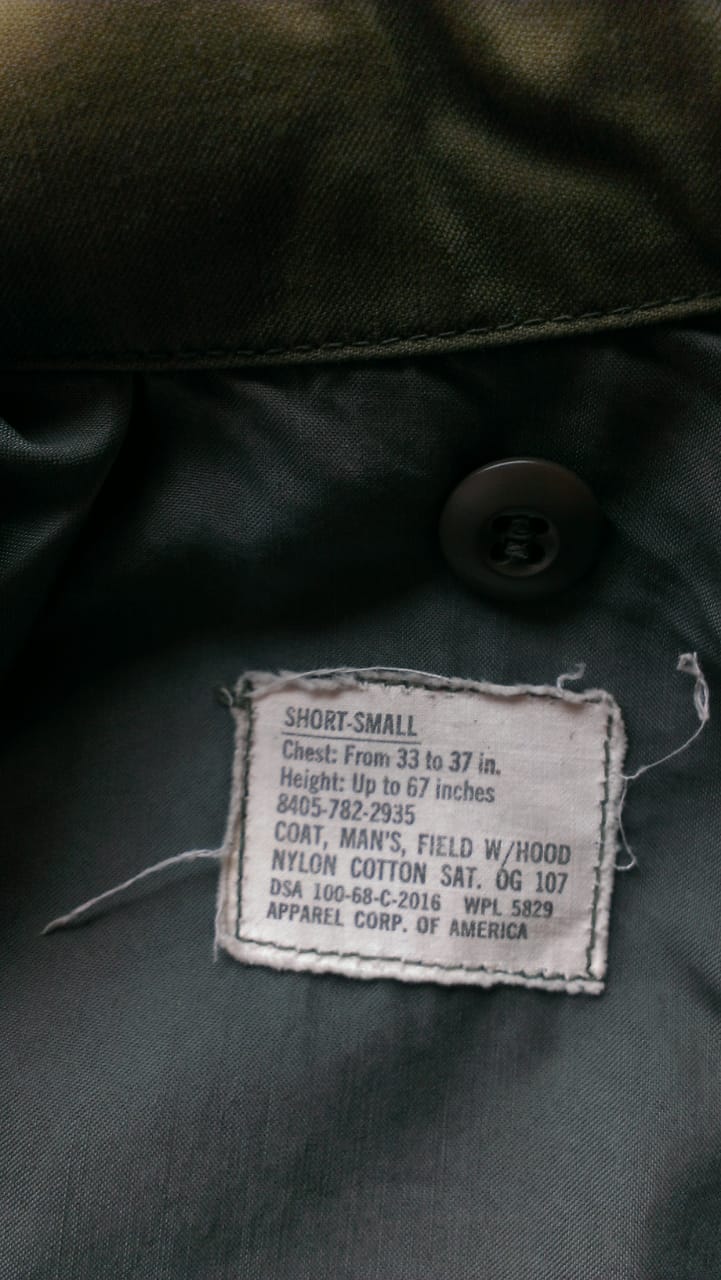 SHORT-SMALL
Chest: From 33 to 37 in.
Height: Up to 67 inches
8405-782-2935
COAT, MAN'S, FIELD W/HOOD
NYLON COTTON SAT. OG 107
DSA 100-68-C-2016 WPL 5829
APPAREL CORP. OF AMERICA